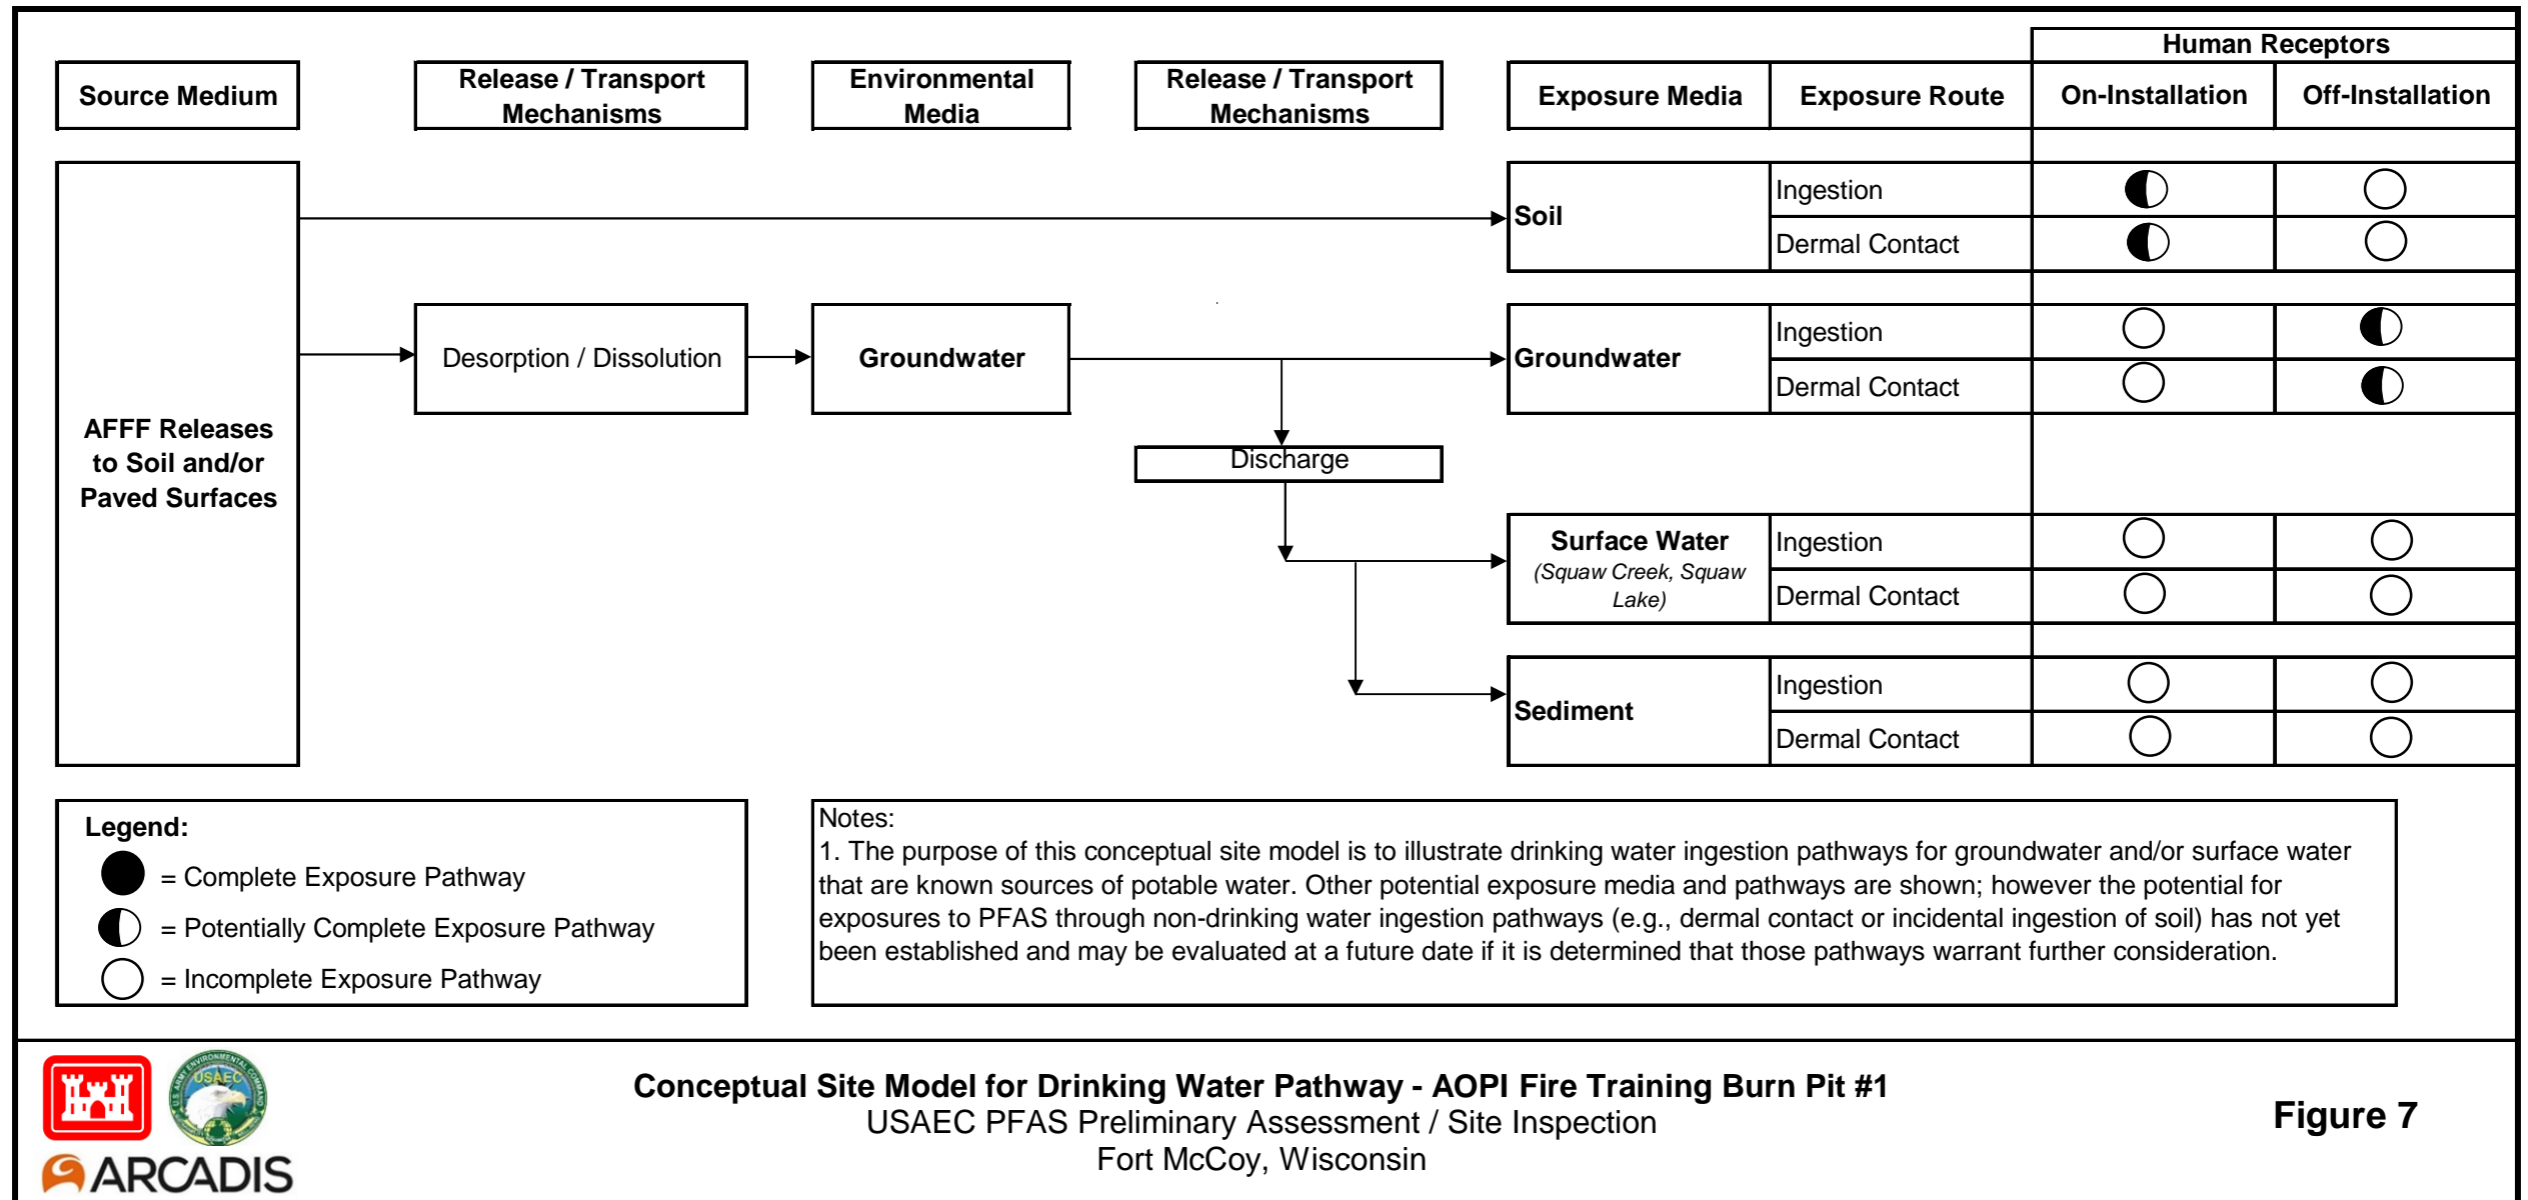 Human Receptors
Source Medium
Release / Transport
Mechanisms
Environmental
Media
Release / Transport
Mechanisms
Exposure Media
Exposure Route
On-Installation
Off-Installation
AFFF Releases
to Soil and/or
Paved Surfaces
Soil
Ingestion
Dermal Contact
Desorption / Dissolution
Groundwater
Groundwater
Ingestion
Dermal Contact
Discharge
Surface Water
(Squaw Creek, Squaw
Lake)
Ingestion
Dermal Contact
Sediment
Ingestion
Dermal Contact
Legend:
= Complete Exposure Pathway
= Potentially Complete Exposure Pathway
= Incomplete Exposure Pathway
Notes:
1. The purpose of this conceptual site model is to illustrate drinking water ingestion pathways for groundwater and/or surface water
that are known sources of potable water. Other potential exposure media and pathways are shown; however the potential for
exposures to PFAS through non-drinking water ingestion pathways (e.g., dermal contact or incidental ingestion of soil) has not yet
been established and may be evaluated at a future date if it is determined that those pathways warrant further consideration.
U.S. ARMY ENVIRONMENTAL COMMAND
USAEC
ARCADIS
Conceptual Site Model for Drinking Water Pathway - AOPI Fire Training Burn Pit #1
USAEC PFAS Preliminary Assessment / Site Inspection
Fort McCoy, Wisconsin
Figure 7